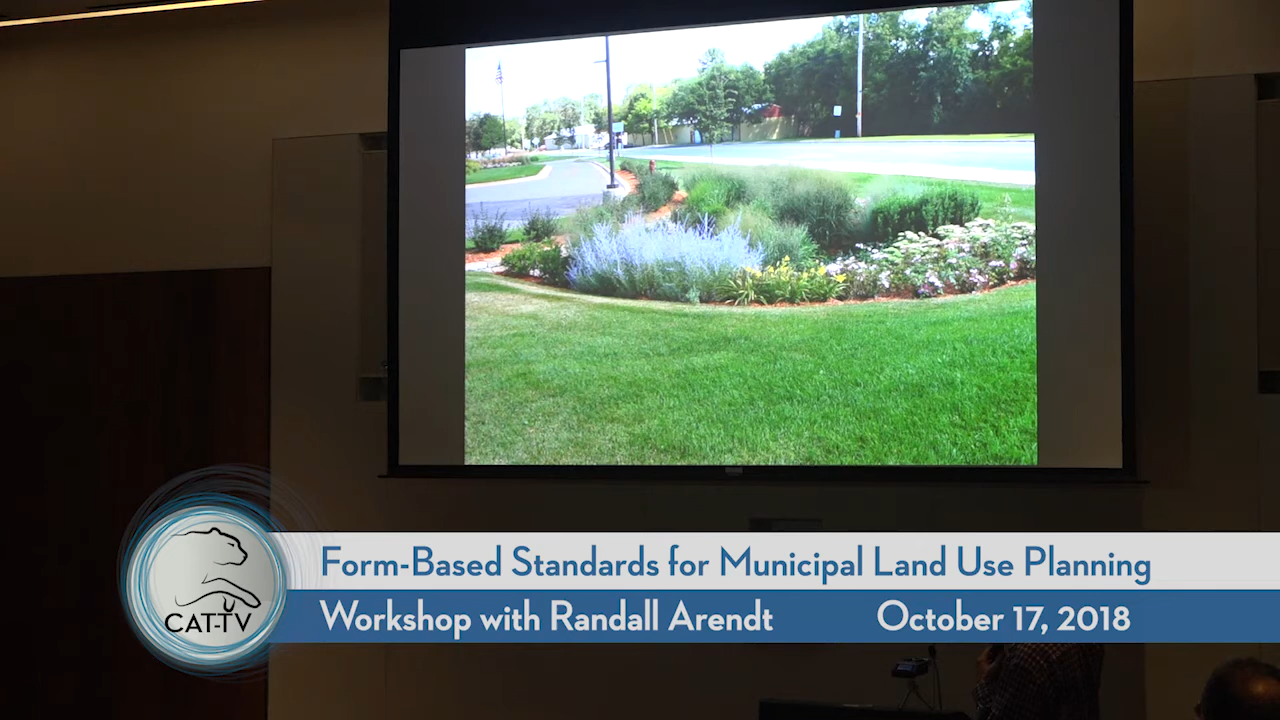 Form-Based Standards for Municipal Land Use Planning
Workshop with Randall Arendt October 17, 2018
CAT-TV